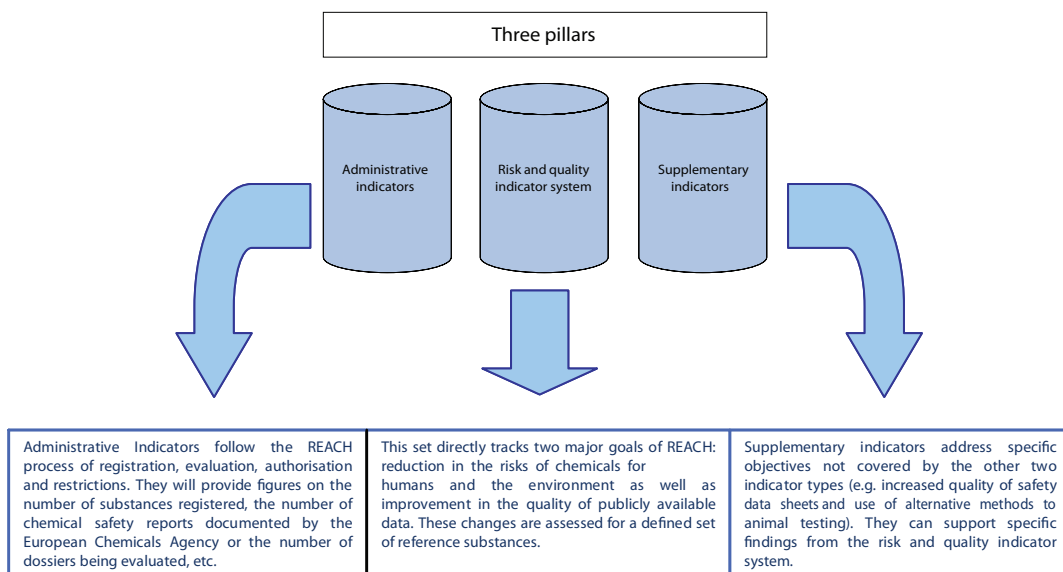 Three pillars
Administrative
indicators
Risk and quality
indicator system
Supplementary
indicators
Administrative Indicators follow the REACH
process of registration, evaluation, authorisation
and restrictions. They will provide figures on the
number of substances registered, the number of
chemical safety reports documented by the
European Chemicals Agency or the number of
dossiers being evaluated, etc.
This set directly tracks two major goals of REACH:
reduction in the risks of chemicals for
humans and the environment as well as
improvement in the quality of publicly available
data. These changes are assessed for a defined set
of reference substances.
Supplementary indicators address specific
objectives not covered by the other two
indicator types (e.g. increased quality of safety
data sheets and use of alternative methods to
animal testing). They can support specific
findings from the risk and quality indicator
system.